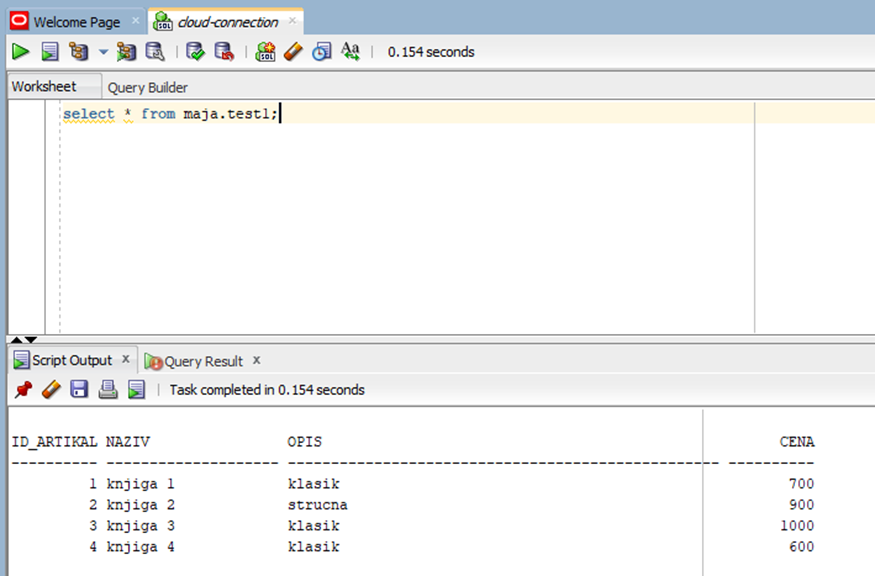 Welcome Page × cloud-connection ×
0.154 seconds
Worksheet Query Builder
select * from maja.test1;
Script Output × Query Result ×
Task completed in 0.154 seconds
ID_ARTIKAL NAZIV OPIS CENA
---------- -------------------- -------------------------------------------------- ----------
1 knjiga 1 klasik 700
2 knjiga 2 strucna 900
3 knjiga 3 klasik 1000
4 knjiga 4 klasik 600